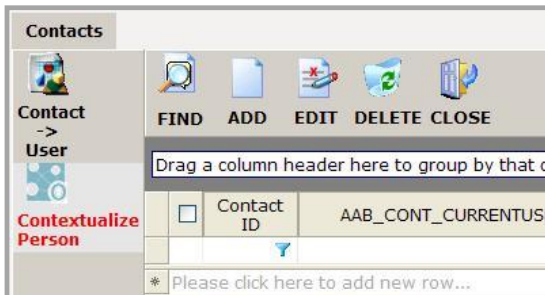 Contacts
Contact
->
User
Contextualize
Person
FIND ADD EDIT DELETE CLOSE
Drag a column header here to group by that
Contact
ID
AAB_CONT_CURRENTUS
* Please click here to add new row...